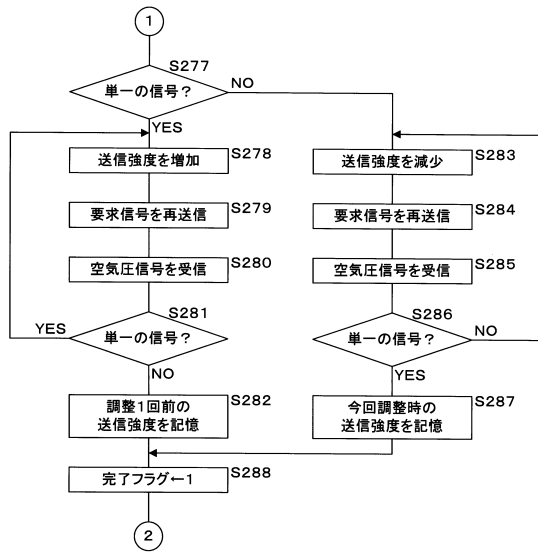 1
S277
単一の信号?
NO
YES
送信強度を増加
S278
要求信号を再送信
S279
空気圧信号を受信
S280
S281
単一の信号?
YES
NO
調整1回前の
送信強度を記憶
S282
送信強度を減少
S283
要求信号を再送信
S284
空気圧信号を受信
S285
S286
単一の信号?
NO
YES
今回調整時の
送信強度を記憶
S287
完了フラグ←1
S288
2